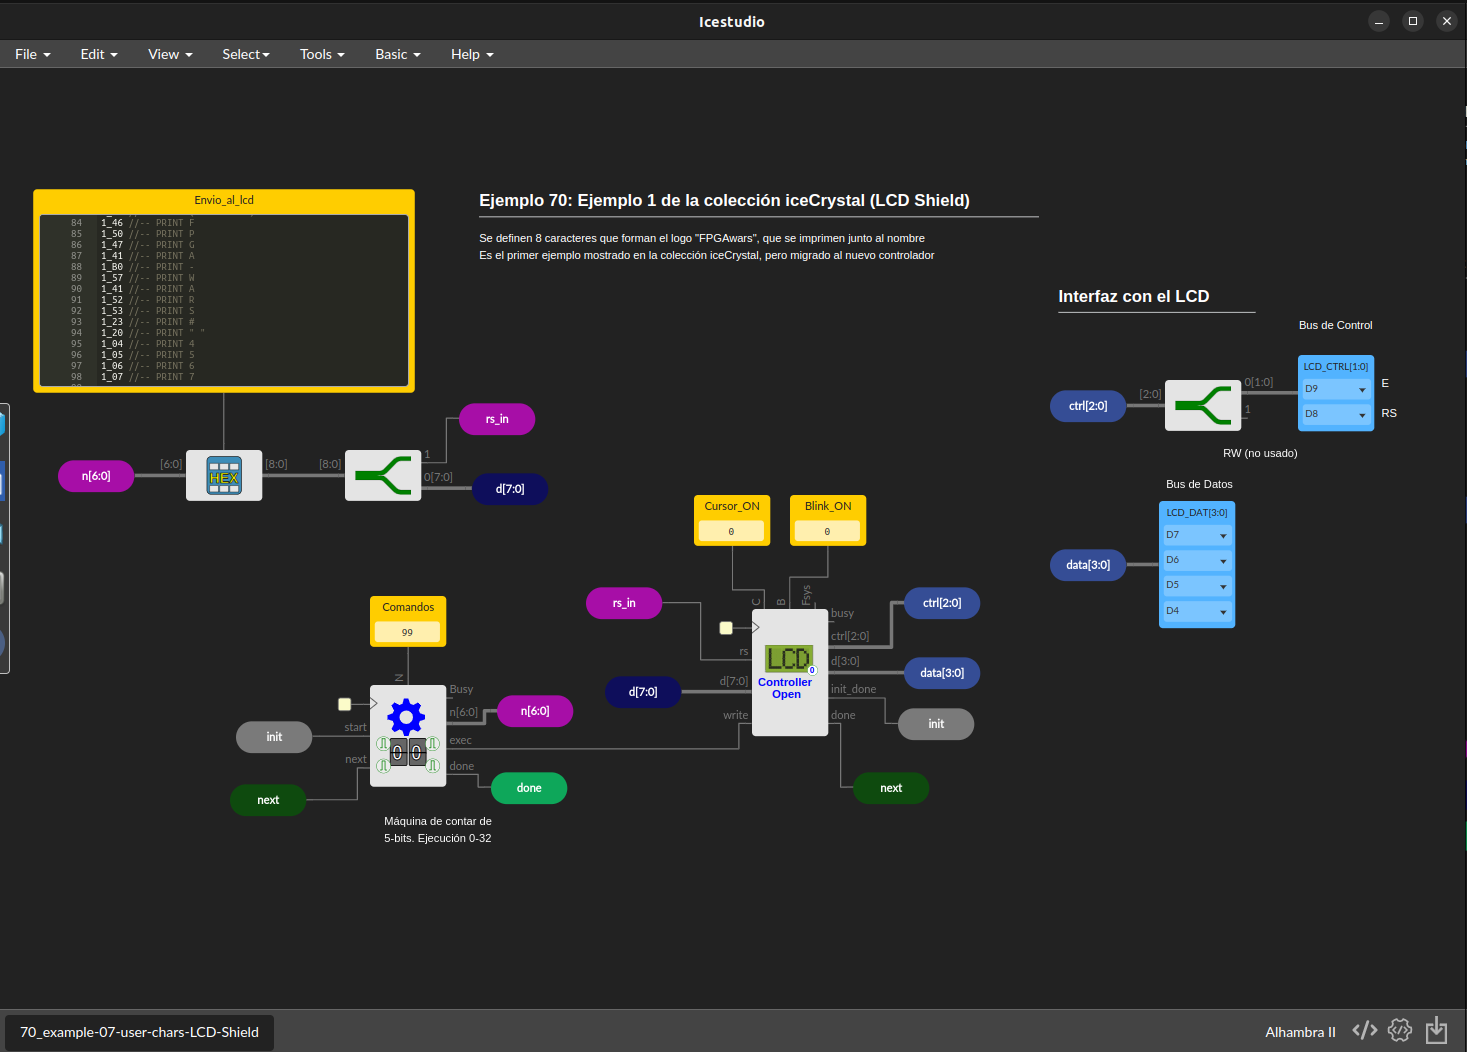 Icestudio
File Edit View Select Tools Basic Help
Envio_al_lcd
84 1_46 //-- PRINT F
85 1_50 //-- PRINT P
86 1_47 //-- PRINT G
87 1_41 //-- PRINT A
88 1_B0 //-- PRINT -
89 1_57 //-- PRINT W
90 1_41 //-- PRINT A
91 1_52 //-- PRINT R
92 1_53 //-- PRINT S
93 1_23 //-- PRINT #
94 1_20 //-- PRINT " "
95 1_04 //-- PRINT 4
96 1_05 //-- PRINT 5
97 1_06 //-- PRINT 6
98 1_07 //-- PRINT 7
Ejemplo 70: Ejemplo 1 de la colección iceCrystal (LCD Shield)
Se definen 8 caracteres que forman el logo "FPGAwars", que se imprimen junto al nombre
Es el primer ejemplo mostrado en la colección iceCrystal, pero migrado al nuevo controlador
Interfaz con el LCD
Bus de Control
ctrl[2:0]
[2:0]
0[1:0]
1
LCD_CTRL[1:0]
D9
E
D8
RS
RW (no usado)
Bus de Datos
data[3:0]
LCD_DAT[3:0]
D7
D6
D5
D4
n[6:0]
[6:0]
HEX
[8:0]
[8:0]
1
0[7:0]
rs_in
d[7:0]
Cursor_ON
0
Blink_ON
0
Comandos
99
N
init
start
next
next
0 0
Busy
n[6:0]
exec
done
n[6:0]
done
Máquina de contar de
5-bits. Ejecución 0-32
rs_in
d[7:0]
C
B
Fsys
rs
d[7:0]
write
LCD
0
Controller
Open
busy
ctrl[2:0]
d[3:0]
init_done
done
ctrl[2:0]
data[3:0]
init
next
70_example-07-user-chars-LCD-Shield
Alhambra II